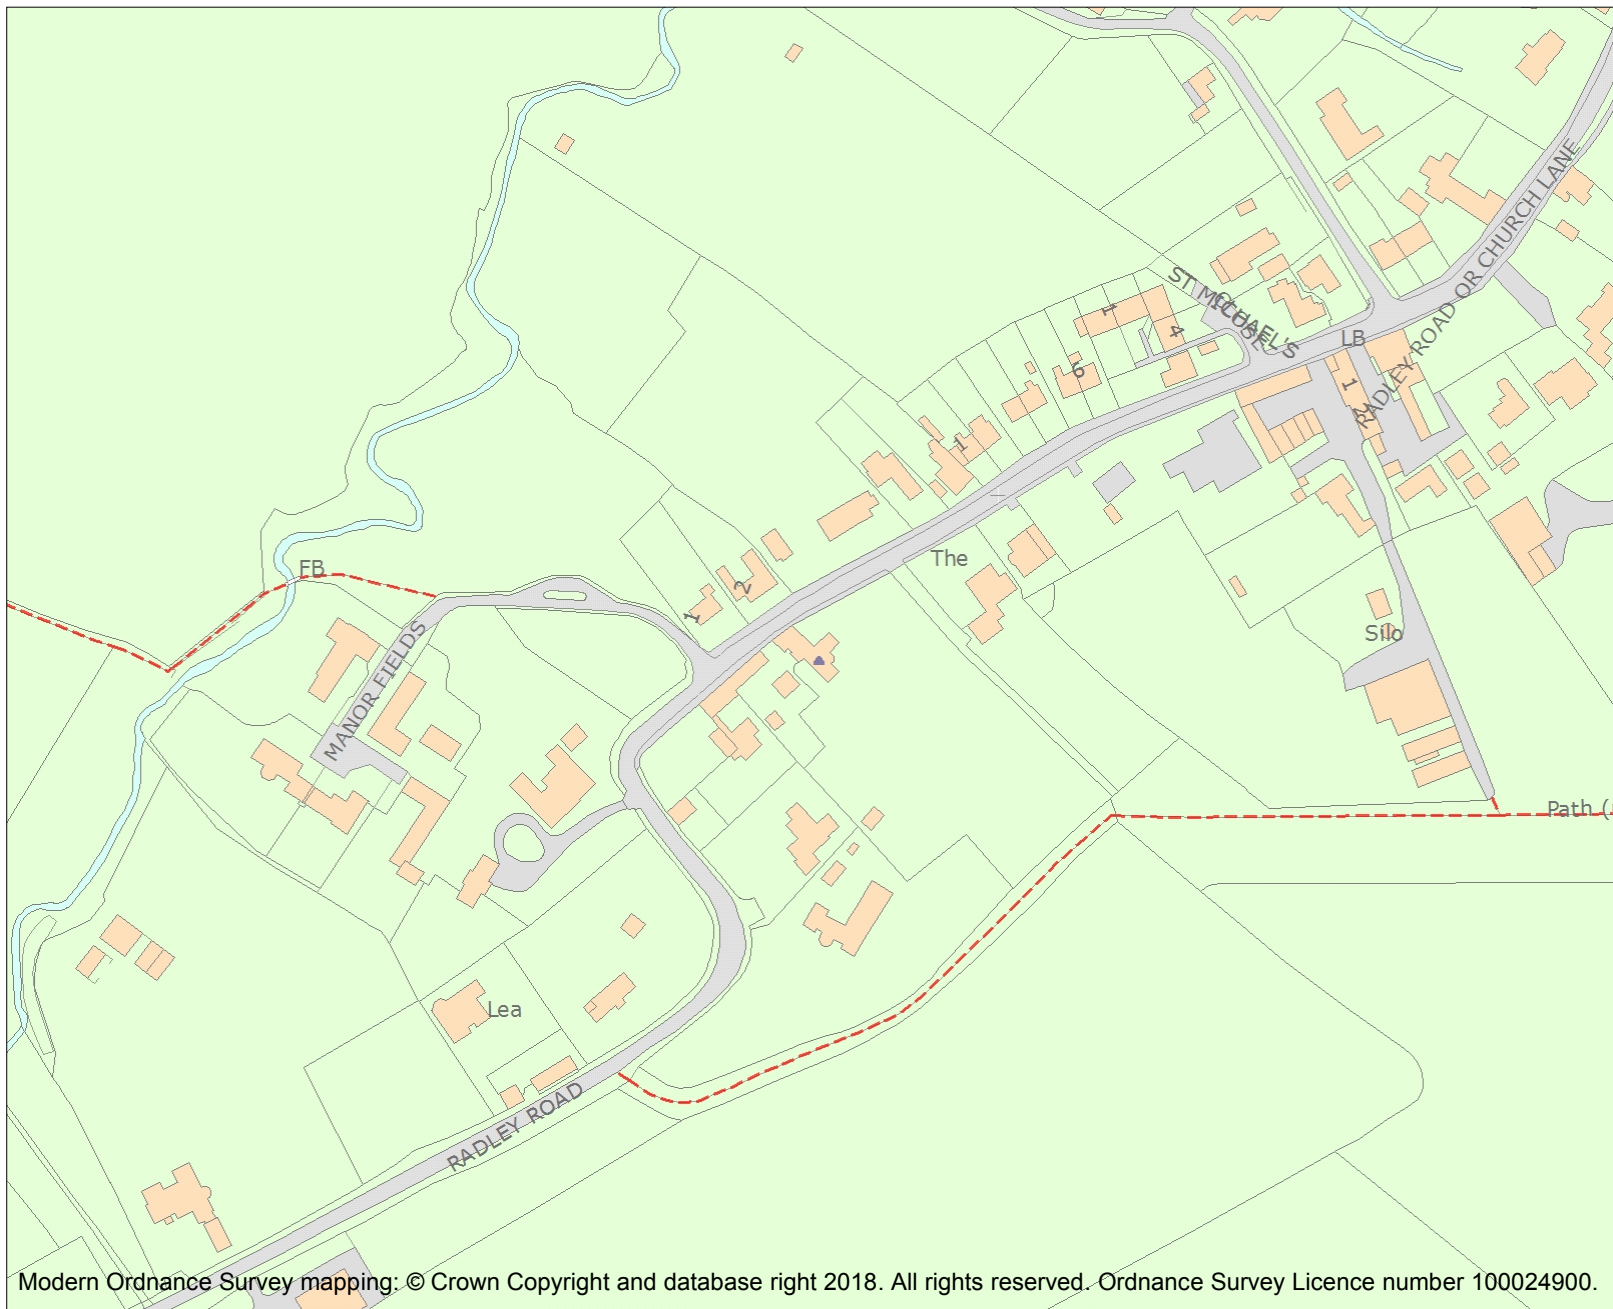 RADLEY ROAD OR CHURCH LANE
ST MICHAEL'S
CLOSE
1
4
LB
6
1
2
1
The
FB
2
1
Silo
MANOR FIELDS
Path (
Lea
RADLEY ROAD
Modern Ordnance Survey mapping: © Crown Copyright and database right 2018. All rights reserved. Ordnance Survey Licence number 100024900.